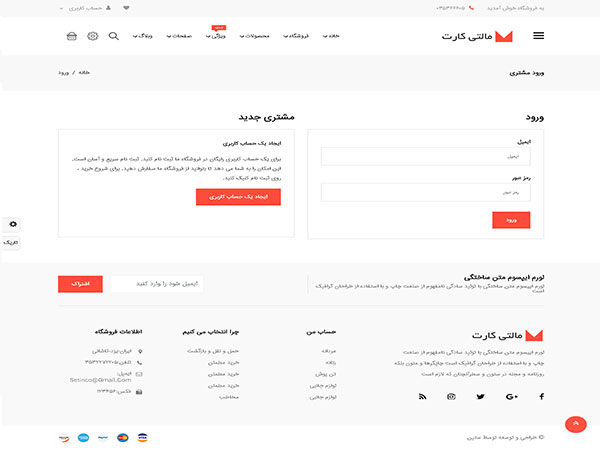 به فروشگاه خوش آمدید
حساب کاربری
مالتی کارت
خانه
فروشگاه
محصولات
ویژگی
صفحات
وبلاگ
ورود مشتری
خانه / ورود
ورود
ایمیل
ایمیل
رمز عبور
رمز عبور
ورود
مشتری جدید
ایجاد یک حساب کاربری
برای یک حساب کاربری رایگان در فروشگاه ما ثبت نام کنید. ثبت نام سریع و آسان است.
این امکان را به شما می دهد تا بتوانید از فروشگاه ما سفارش دهید. برای شروع خرید ،
روی ثبت نام کلیک کنید.
ایجاد یک حساب کاربری
تاریک
لورم ایپسوم متن ساختگی
لورم ایپسوم متن ساختگی با تولید سادگی نامفهوم از صنعت چاپ و با استفاده از طراحان گرافیک
است
ایمیل خود را وارد کنید
اشتراک
مالتی کارت
لورم ایپسوم متن ساختگی با تولید سادگی نامفهوم از صنعت
چاپ و با استفاده از طراحان گرافیک است. چاپگرها و متون بلکه
روزنامه و مجله در ستون و سطرآنچنان که لازم است
حساب من
مردانه
زنانه
تن پوش
لوازم جانبی
لوازم جانبی
چرا انتخاب می کنیم
حمل و نقل و بازگشت
خرید مطمئن
خرید مطمئن
خرید مطمئن
مخاطب
اطلاعات فروشگاه
ایمیل:
Setinco@Gmail.Com
فکس:۱۲۳۴۵۶
© طراحی و توسعه توسط ستین.